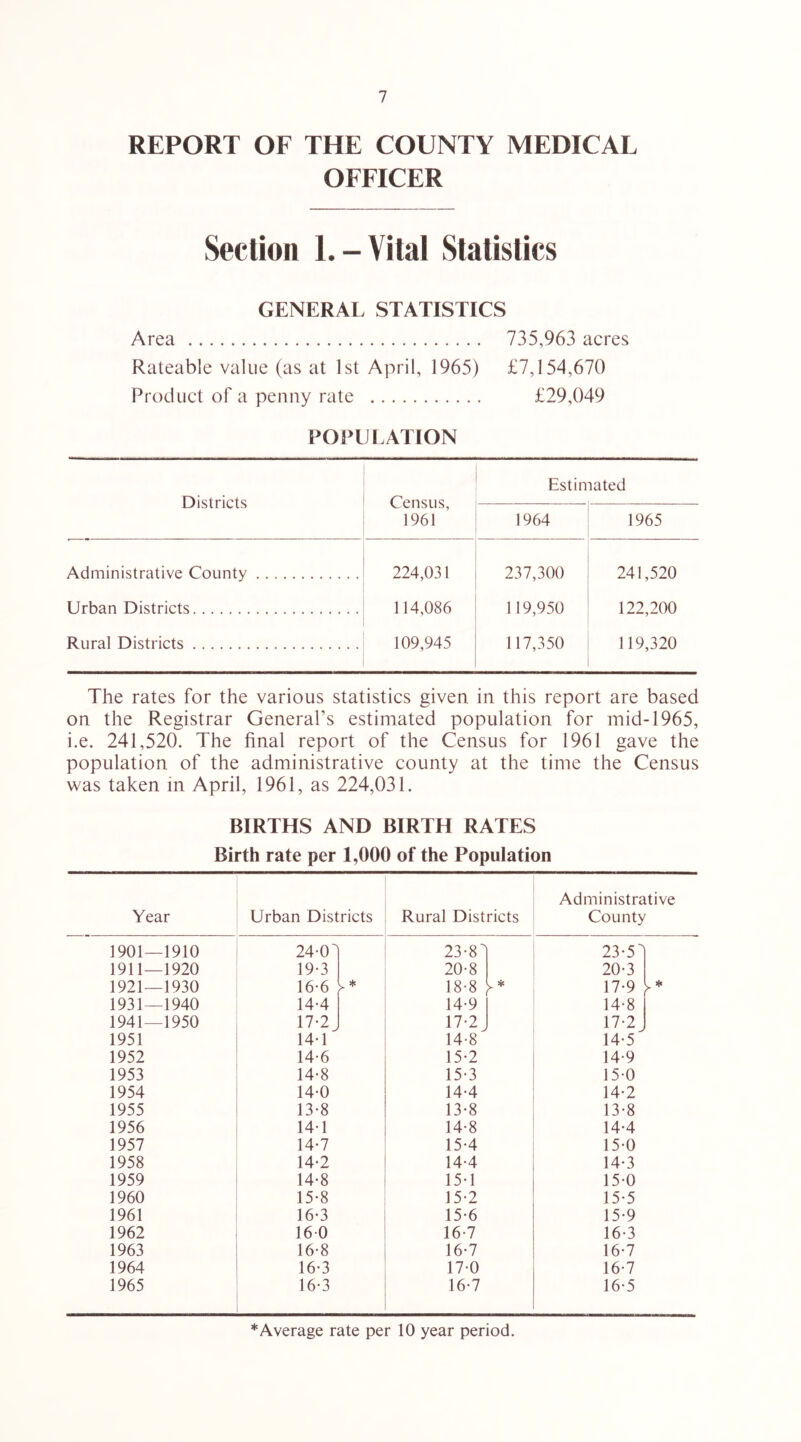 7
REPORT OF THE COUNTY MEDICAL
OFFICER
Section 1. – Vital Statistics
GENERAL STATISTICS
Area ............................ 735,963 acres
Rateable value (as at 1st April, 1965) £7,154,670
Product of a penny rate ........... £29,049
POPULATION
Districts Census, 1961 Estimated
1964 1965
Administrative County ............ 224,031 237,300 241,520
Urban Districts................... 114,086 119,950 122,200
Rural Districts ................... 109,945 117,350 119,320
The rates for the various statistics given in this report are based
on the Registrar General's estimated population for mid-1965,
i.e. 241,520. The final report of the Census for 1961 gave the
population of the administrative county at the time the Census
was taken in April, 1961, as 224,031.
BIRTHS AND BIRTH RATES
Birth rate per 1,000 of the Population
Year Urban Districts Rural Districts Administrative County
1901—1910 24·0 23·8 23·5
1911—1920 19·3 20·8 20·3
1921—1930 16·6 * 18·8 * 17·9 *
1931—1940 14·4 14·9 14·8
1941—1950 17·2 17·2 17·2
1951 14·1 14·8 14·5
1952 14·6 15·2 14·9
1953 14·8 15·3 15·0
1954 14·0 14·4 14·2
1955 13·8 13·8 13·8
1956 14·1 14·8 14·4
1957 14·7 15·4 15·0
1958 14·2 14·4 14·3
1959 14·8 15·1 15·0
1960 15·8 15·2 15·5
1961 16·3 15·6 15·9
1962 16·0 16·7 16·3
1963 16·8 16·7 16·7
1964 16·3 17·0 16·7
1965 16·3 16·7 16·5
*Average rate per 10 year period.